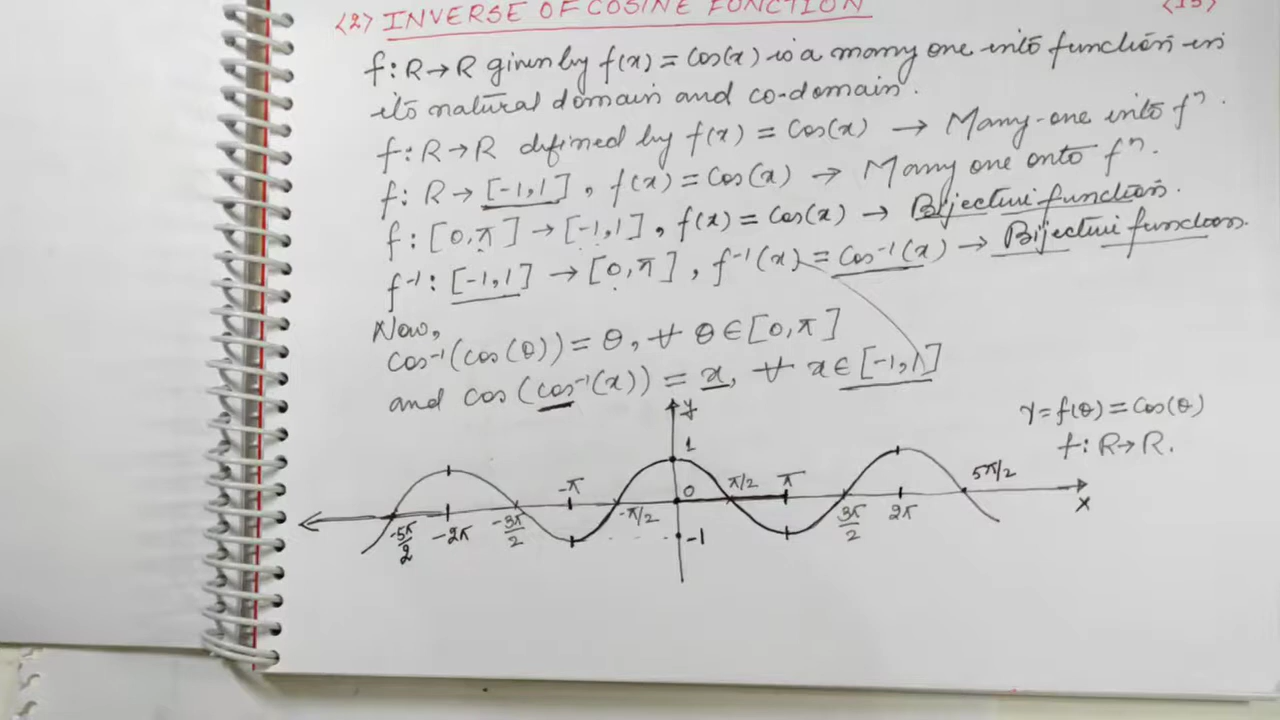 <2> INVERSE OF COSINE FUNCTION <15>
f: R→R given by f(x) = Cos(x) is a many one into function in
its natural domain and co-domain.
f: R→R defined by f(x) = Cos(x) → Many-one into fⁿ.
f: R→ [-1,1], f(x) = Cos(x) → Many one onto fⁿ.
f: [0,π] → [-1,1], f(x) = Cos(x) → Bijective function.
f⁻¹: [-1,1] → [0,π], f⁻¹(x) = Cos⁻¹(x) → Bijective function.
Now,
cos⁻¹(cos(θ)) = θ, ∀ θ∈[0,π]
and cos(cos⁻¹(x)) = x, ∀ x∈[-1,1]
y
Y=f(θ)=Cos(θ)
f: R→R.
1
-π 0 π/2 π 5π/2
X
-5π/2 -2π -3π/2 -π/2 -1 3π/2 2π